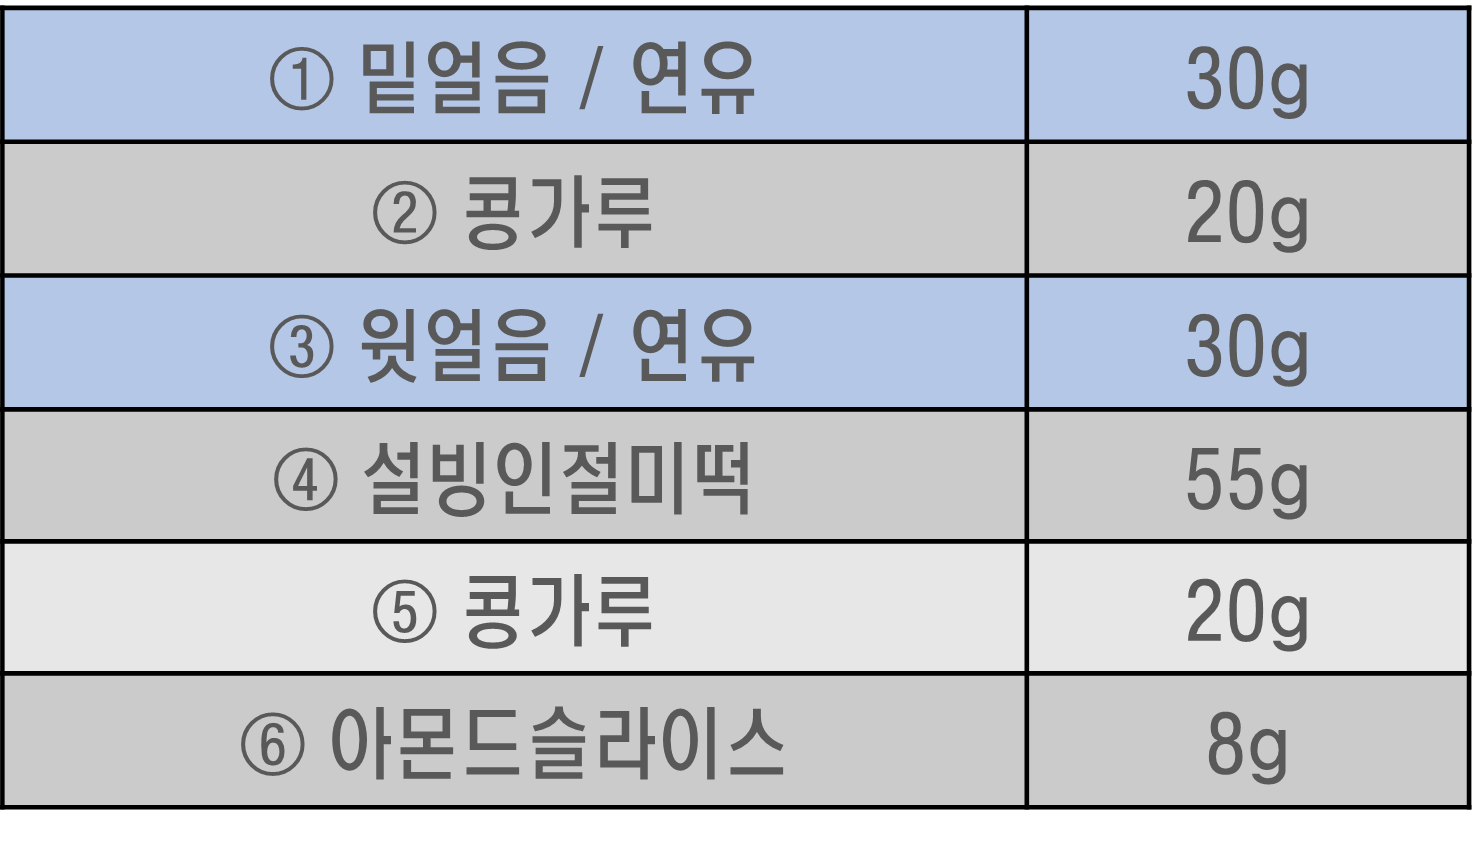 ① 밑얼음 / 연유 30g
② 콩가루 20g
③ 윗얼음 / 연유 30g
④ 설빙인절미떡 55g
⑤ 콩가루 20g
⑥ 아몬드슬라이스 8g